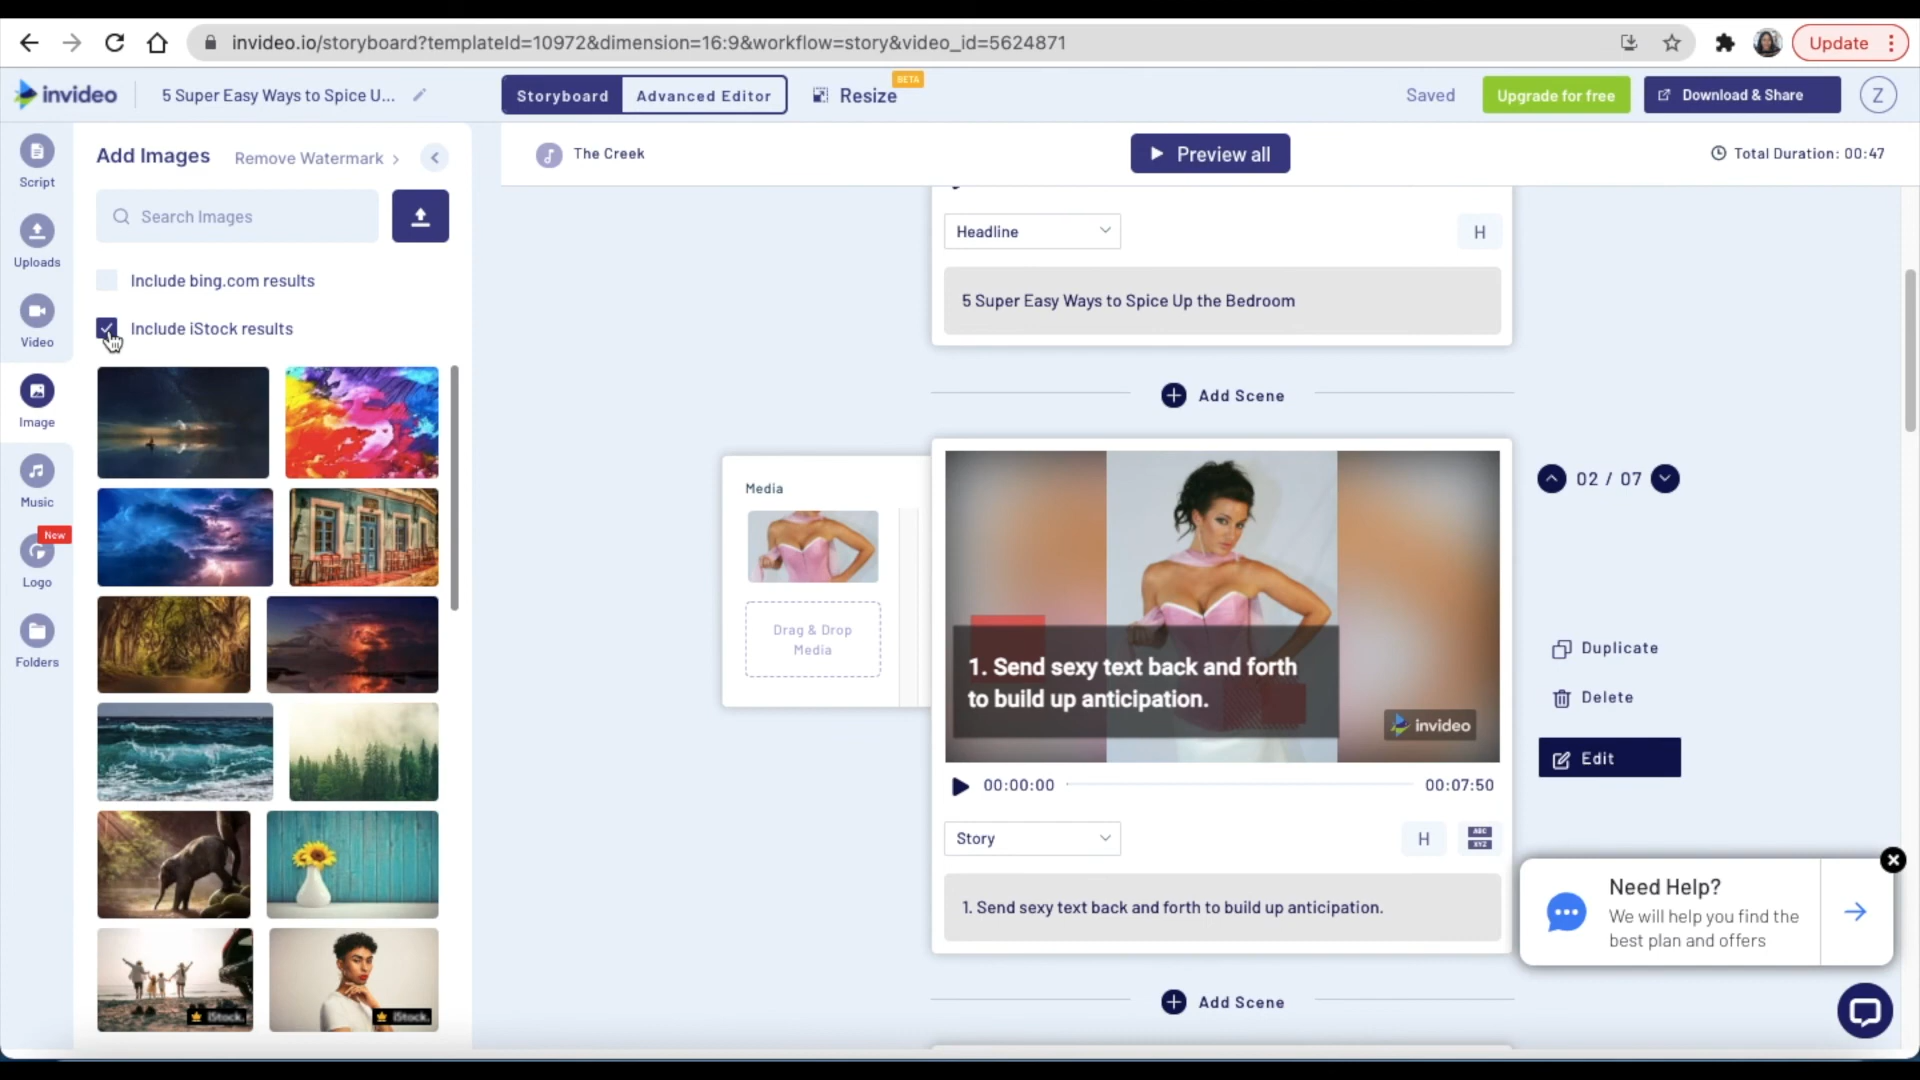 invideo.io/storyboard?templateId=10972&dimension=16:9&workflow=story&video_id=5624871
Update
invideo
5 Super Easy Ways to Spice U...
Storyboard
Advanced Editor
Resize
BETA
Saved
Upgrade for free
Download & Share
Z
Script
Uploads
Video
Image
Music
New
Logo
Folders
Add Images
Remove Watermark
Search Images
Include bing.com results
Include iStock results
iStock.
iStock.
The Creek
Preview all
Total Duration: 00:47
Headline
H
5 Super Easy Ways to Spice Up the Bedroom
Add Scene
Media
Drag & Drop
Media
1. Send sexy text back and forth
to build up anticipation.
invideo
00:00:00
00:07:50
Story
H
ABC
XYZ
1. Send sexy text back and forth to build up anticipation.
02 / 07
Duplicate
Delete
Edit
Add Scene
Need Help?
We will help you find the
best plan and offers